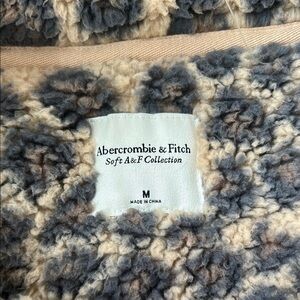 Abercrombie & Fitch
Soft A&F Collection
M
MADE IN CHINA